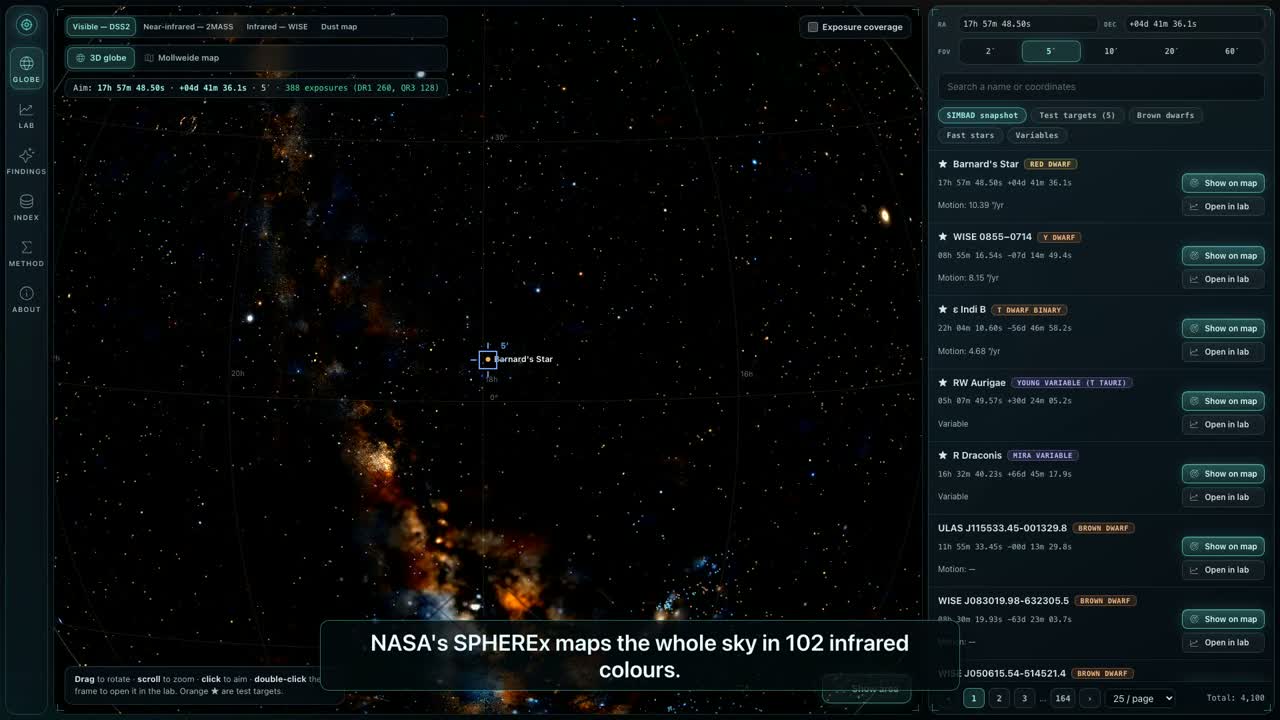 GLOBE
LAB
FINDINGS
INDEX
METHOD
ABOUT
Visible — DSS2 Near-infrared — 2MASS Infrared — WISE Dust map
3D globe Mollweide map
Aim: 17h 57m 48.50s · +04d 41m 36.1s · 5′ · 388 exposures (DR1 260, QR3 128)
Exposure coverage
+30°
5′
Barnard's Star
20h
18h
16h
0°
Drag to rotate · scroll to zoom · click to aim · double-click the
frame to open it in the lab. Orange ★ are test targets.
Show area
NASA's SPHEREx maps the whole sky in 102 infrared
colours.
RA 17h 57m 48.50s DEC +04d 41m 36.1s
FOV 2′ 5′ 10′ 20′ 60′
Search a name or coordinates
SIMBAD snapshot Test targets (5) Brown dwarfs
Fast stars Variables
★ Barnard's Star RED DWARF
17h 57m 48.50s +04d 41m 36.1s
Motion: 10.39 ″/yr
Show on map
Open in lab
★ WISE 0855−0714 Y DWARF
08h 55m 16.54s −07d 14m 49.4s
Motion: 8.15 ″/yr
Show on map
Open in lab
★ ε Indi B T DWARF BINARY
22h 04m 10.60s −56d 46m 58.2s
Motion: 4.68 ″/yr
Show on map
Open in lab
★ RW Aurigae YOUNG VARIABLE (T TAURI)
05h 07m 49.57s +30d 24m 05.2s
Variable
Show on map
Open in lab
★ R Draconis MIRA VARIABLE
16h 32m 40.23s +66d 45m 17.9s
Variable
Show on map
Open in lab
ULAS J115533.45-001329.8 BROWN DWARF
11h 55m 33.45s −00d 13m 29.8s
Motion: —
Show on map
Open in lab
WISE J083019.98-632305.5 BROWN DWARF
08h 30m 19.93s −63d 23m 03.7s
—
Show on map
Open in lab
WISE J050615.54-514521.4 BROWN DWARF
Show on map
1 2 3 … 164 › 25 / page Total: 4,100